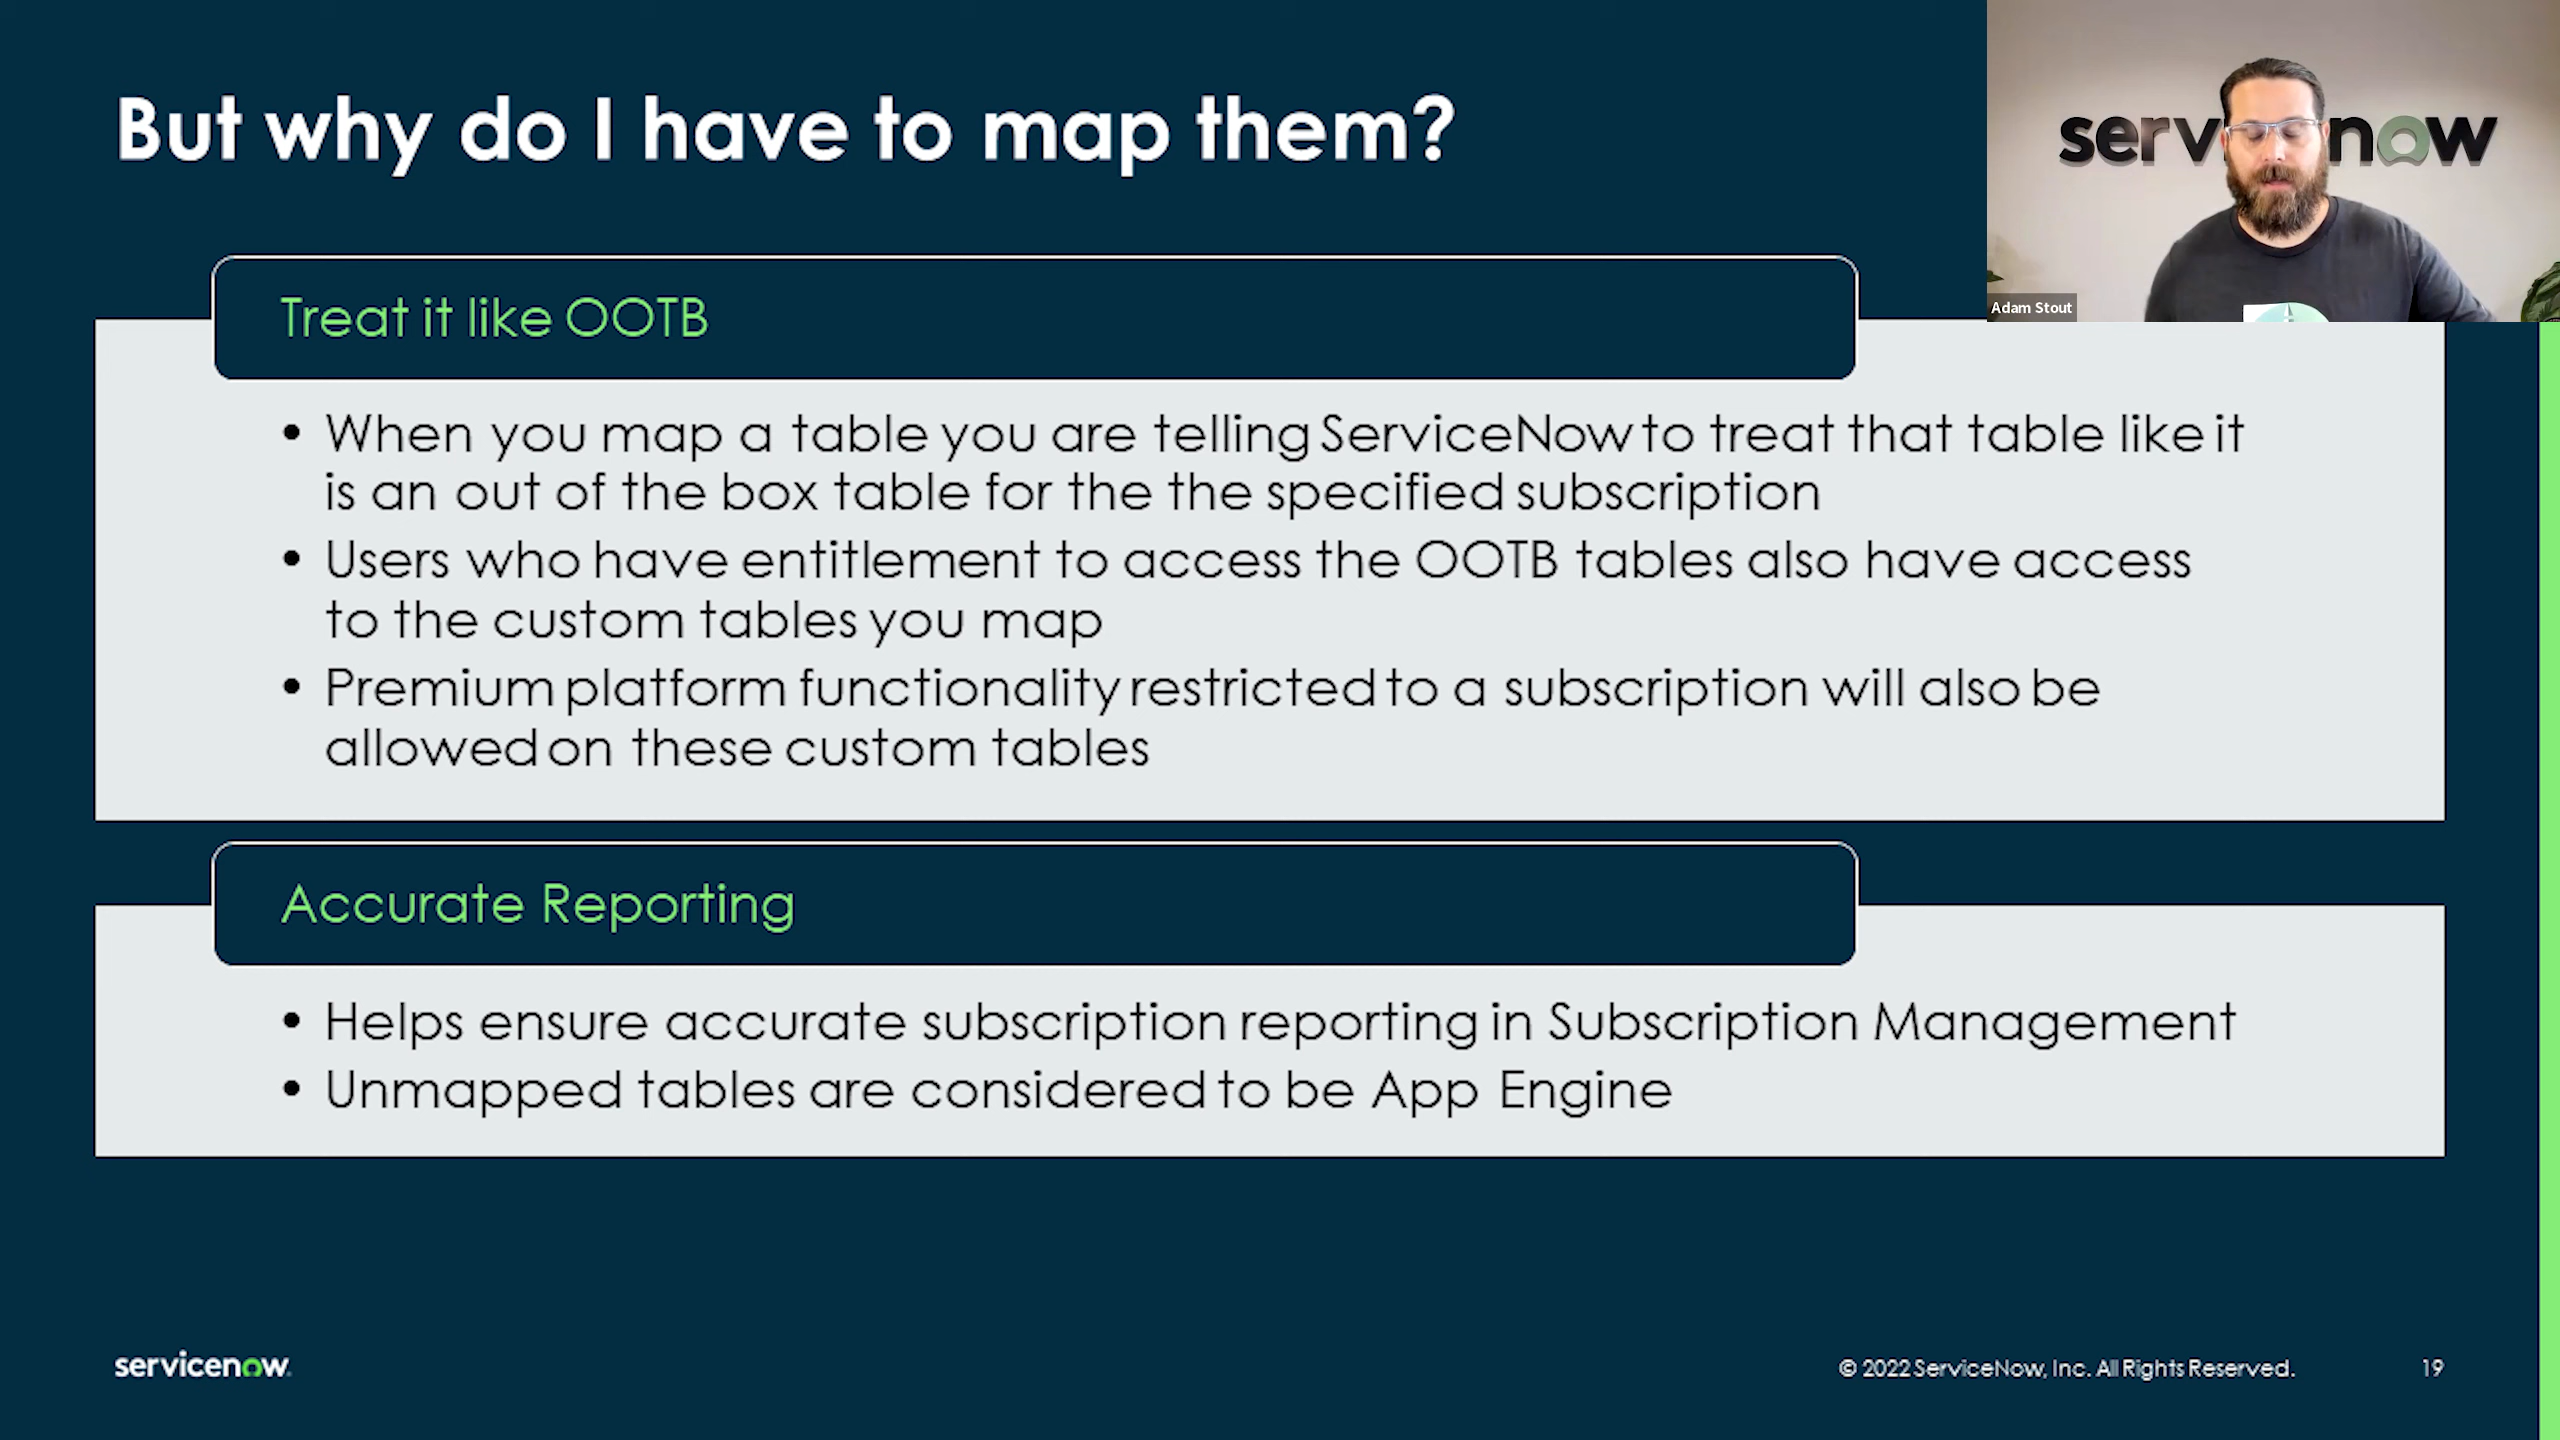 But why do I have to map them?
servi now
Adam Stout
Treat it like OOTB
• When you map a table you are telling ServiceNow to treat that table like it
is an out of the box table for the the specified subscription
• Users who have entitlement to access the OOTB tables also have access
to the custom tables you map
• Premium platform functionality restricted to a subscription will also be
allowed on these custom tables
Accurate Reporting
• Helps ensure accurate subscription reporting in Subscription Management
• Unmapped tables are considered to be App Engine
servicenow
© 2022 ServiceNow, Inc. All Rights Reserved.
19